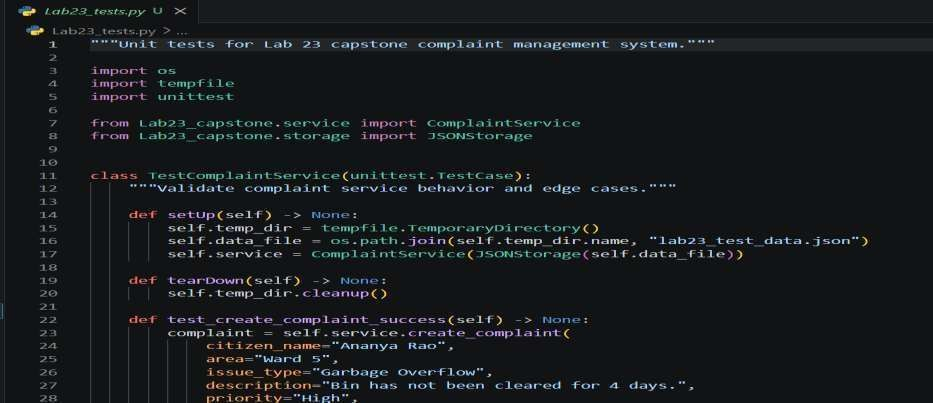 Lab23_tests.py U ×
Lab23_tests.py > ...
1 """Unit tests for Lab 23 capstone complaint management system."""
2
3 import os
4 import tempfile
5 import unittest
6
7 from Lab23_capstone.service import ComplaintService
8 from Lab23_capstone.storage import JSONStorage
9
10
11 class TestComplaintService(unittest.TestCase):
12     """Validate complaint service behavior and edge cases."""
13
14     def setUp(self) -> None:
15         self.temp_dir = tempfile.TemporaryDirectory()
16         self.data_file = os.path.join(self.temp_dir.name, "lab23_test_data.json")
17         self.service = ComplaintService(JSONStorage(self.data_file))
18
19     def tearDown(self) -> None:
20         self.temp_dir.cleanup()
21
22     def test_create_complaint_success(self) -> None:
23         complaint = self.service.create_complaint(
24             citizen_name="Ananya Rao",
25             area="Ward 5",
26             issue_type="Garbage Overflow",
27             description="Bin has not been cleared for 4 days.",
28             priority="High",